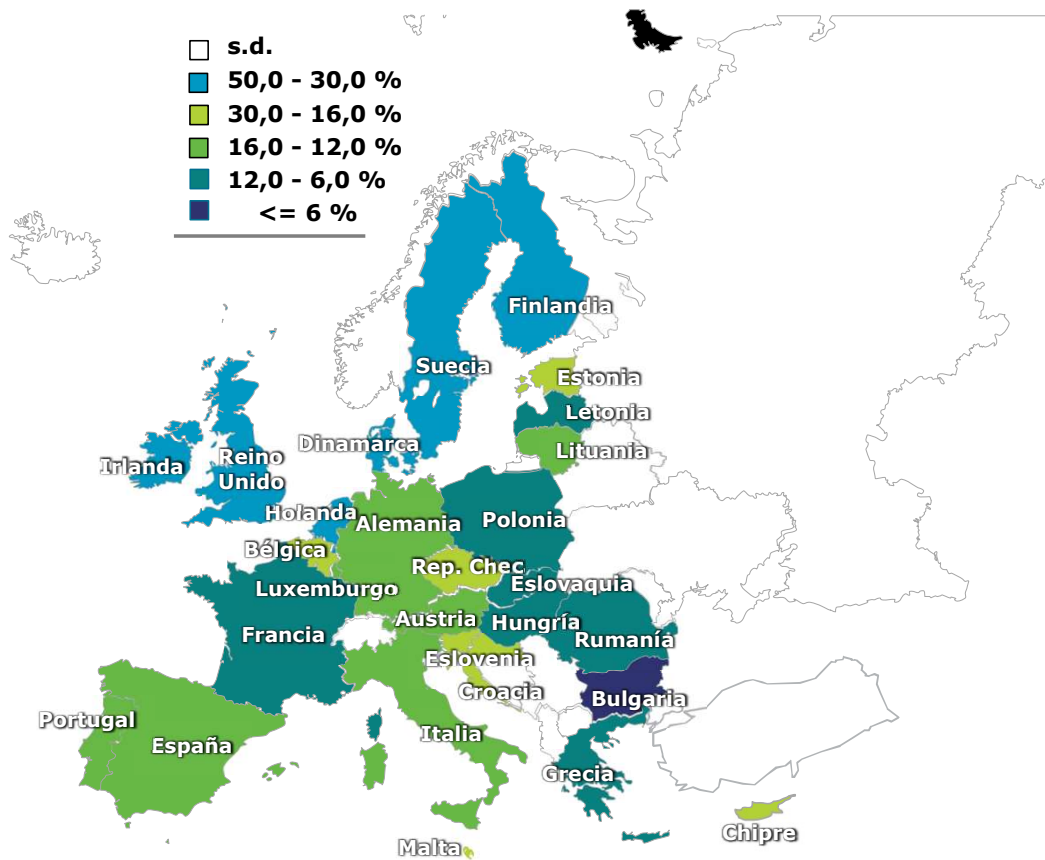 s.d.
50,0 - 30,0 %
30,0 - 16,0 %
16,0 - 12,0 %
12,0 - 6,0 %
<= 6 %
Finlandia
Suecia
Estonia
Letonia
Dinamarca
Lituania
Irlanda
Reino
Unido
Holanda
Alemania
Polonia
Bélgica
Rep. Chec
Eslovaquia
Luxemburgo
Austria
Hungría
Francia
Rumanía
Eslovenia
Croacia
Bulgaria
Portugal
España
Italia
Grecia
Chipre
Malta